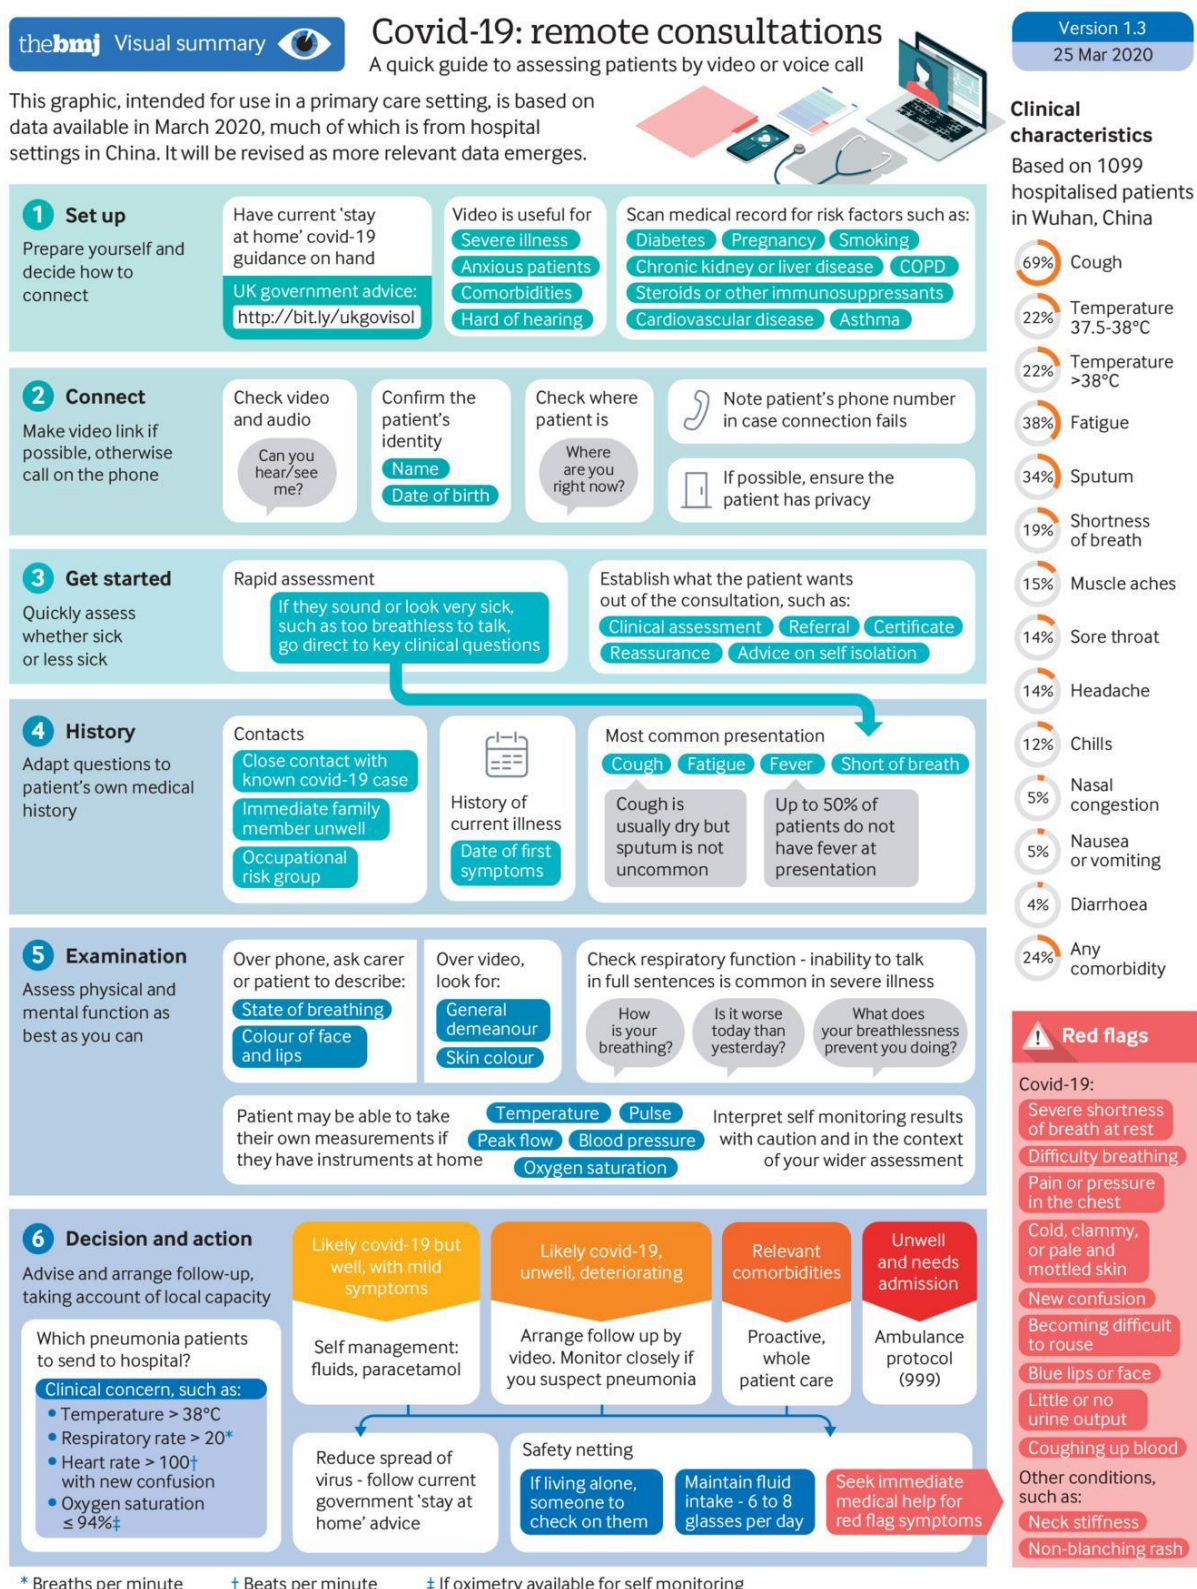 thebmj Visual summary
Covid-19: remote consultations
A quick guide to assessing patients by video or voice call
Version 1.3
25 Mar 2020
This graphic, intended for use in a primary care setting, is based on
data available in March 2020, much of which is from hospital
settings in China. It will be revised as more relevant data emerges.
1 Set up
Prepare yourself and
decide how to
connect
Have current 'stay
at home' covid-19
guidance on hand
UK government advice:
http://bit.ly/ukgovisol
Video is useful for
Severe illness
Anxious patients
Comorbidities
Hard of hearing
Scan medical record for risk factors such as:
Diabetes Pregnancy Smoking
Chronic kidney or liver disease COPD
Steroids or other immunosuppressants
Cardiovascular disease Asthma
2 Connect
Make video link if
possible, otherwise
call on the phone
Check video
and audio
Can you
hear/see
me?
Confirm the
patient's
identity
Name
Date of birth
Check where
patient is
Where
are you
right now?
Note patient's phone number
in case connection fails
If possible, ensure the
patient has privacy
3 Get started
Quickly assess
whether sick
or less sick
Rapid assessment
If they sound or look very sick,
such as too breathless to talk,
go direct to key clinical questions
Establish what the patient wants
out of the consultation, such as:
Clinical assessment Referral Certificate
Reassurance Advice on self isolation
4 History
Adapt questions to
patient's own medical
history
Contacts
Close contact with
known covid-19 case
Immediate family
member unwell
Occupational
risk group
History of
current illness
Date of first
symptoms
Most common presentation
Cough Fatigue Fever Short of breath
Cough is
usually dry but
sputum is not
uncommon
Up to 50% of
patients do not
have fever at
presentation
5 Examination
Assess physical and
mental function as
best as you can
Over phone, ask carer
or patient to describe:
State of breathing
Colour of face
and lips
Over video,
look for:
General
demeanour
Skin colour
Check respiratory function - inability to talk
in full sentences is common in severe illness
How
is your
breathing?
Is it worse
today than
yesterday?
What does
your breathlessness
prevent you doing?
Patient may be able to take
their own measurements if
they have instruments at home
Temperature Pulse
Peak flow Blood pressure
Oxygen saturation
Interpret self monitoring results
with caution and in the context
of your wider assessment
6 Decision and action
Advise and arrange follow-up,
taking account of local capacity
Which pneumonia patients
to send to hospital?
Clinical concern, such as:
• Temperature > 38°C
• Respiratory rate > 20*
• Heart rate > 100†
with new confusion
• Oxygen saturation
≤ 94%‡
Likely covid-19 but
well, with mild
symptoms
Self management:
fluids, paracetamol
Likely covid-19,
unwell, deteriorating
Arrange follow up by
video. Monitor closely if
you suspect pneumonia
Relevant
comorbidities
Proactive,
whole
patient care
Unwell
and needs
admission
Ambulance
protocol
(999)
Reduce spread of
virus - follow current
government 'stay at
home' advice
Safety netting
If living alone,
someone to
check on them
Maintain fluid
intake - 6 to 8
glasses per day
Seek immediate
medical help for
red flag symptoms
* Breaths per minute † Beats per minute ‡ If oximetry available for self monitoring
Clinical
characteristics
Based on 1099
hospitalised patients
in Wuhan, China
69% Cough
22% Temperature
37.5-38°C
22% Temperature
>38°C
38% Fatigue
34% Sputum
19% Shortness
of breath
15% Muscle aches
14% Sore throat
14% Headache
12% Chills
5% Nasal
congestion
5% Nausea
or vomiting
4% Diarrhoea
24% Any
comorbidity
! Red flags
Covid-19:
Severe shortness
of breath at rest
Difficulty breathing
Pain or pressure
in the chest
Cold, clammy,
or pale and
mottled skin
New confusion
Becoming difficult
to rouse
Blue lips or face
Little or no
urine output
Coughing up blood
Other conditions,
such as:
Neck stiffness
Non-blanching rash